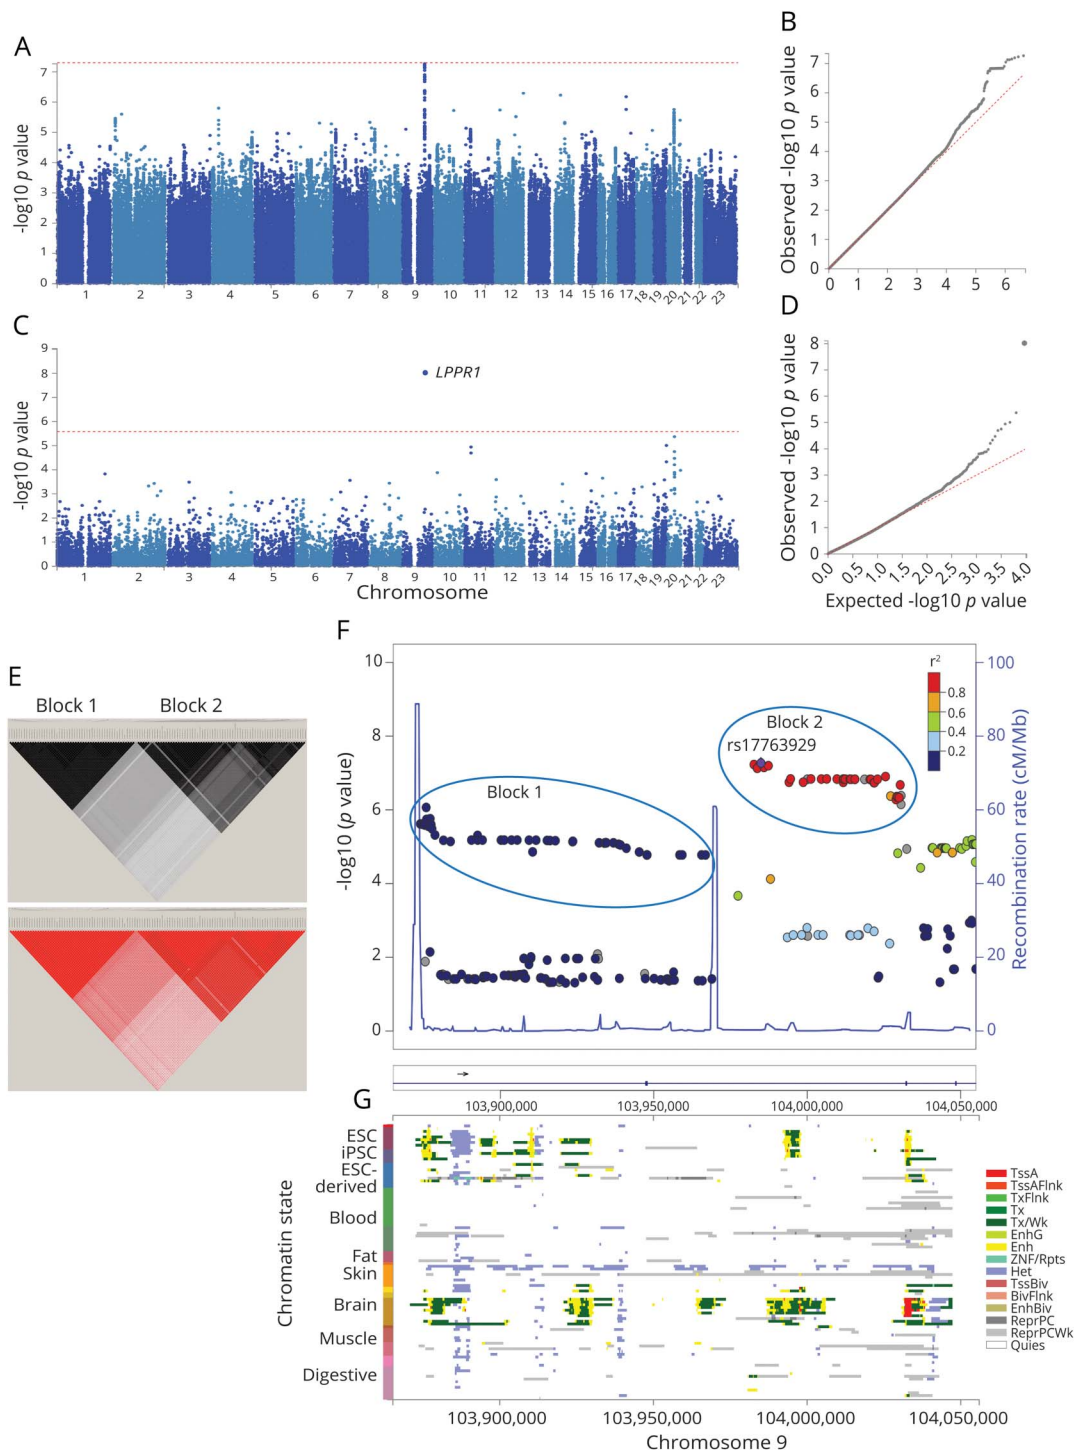 A
-log10 p value
7
6
5
4
3
2
1
0
1 2 3 4 5 6 7 8 9 10 11 12 13 14 15 16 17 18 19 20 21 22 23
B
Observed -log10 p value
7
6
5
4
3
2
1
0
0 1 2 3 4 5 6
C
-log10 p value
9
8
7
6
5
4
3
2
1
0
LPPR1
1 2 3 4 5 6 7 8 9 10 11 12 13 14 15 16 17 18 19 20 21 22 23
Chromosome
D
Observed -log10 p value
8
7
6
5
4
3
2
1
0
0.0 0.5 1.0 1.5 2.0 2.5 3.0 3.5 4.0
Expected -log10 p value
E
Block 1 Block 2
F
-log10 (p value)
10
8
6
4
2
0
Block 1
Block 2
rs17763929
r²
0.8
0.6
0.4
0.2
100
80
60
40
20
0
Recombination rate (cM/Mb)
103,900,000 103,950,000 104,000,000 104,050,000
G
Chromatin state
ESC
iPSC
ESC-
derived
Blood
Fat
Skin
Brain
Muscle
Digestive
TssA
TssAFlnk
TxFlnk
Tx
Tx/Wk
EnhG
Enh
ZNF/Rpts
Het
TssBiv
BivFlnk
EnhBiv
ReprPC
ReprPCWk
Quies
103,900,000 103,950,000 104,000,000 104,050,000
Chromosome 9